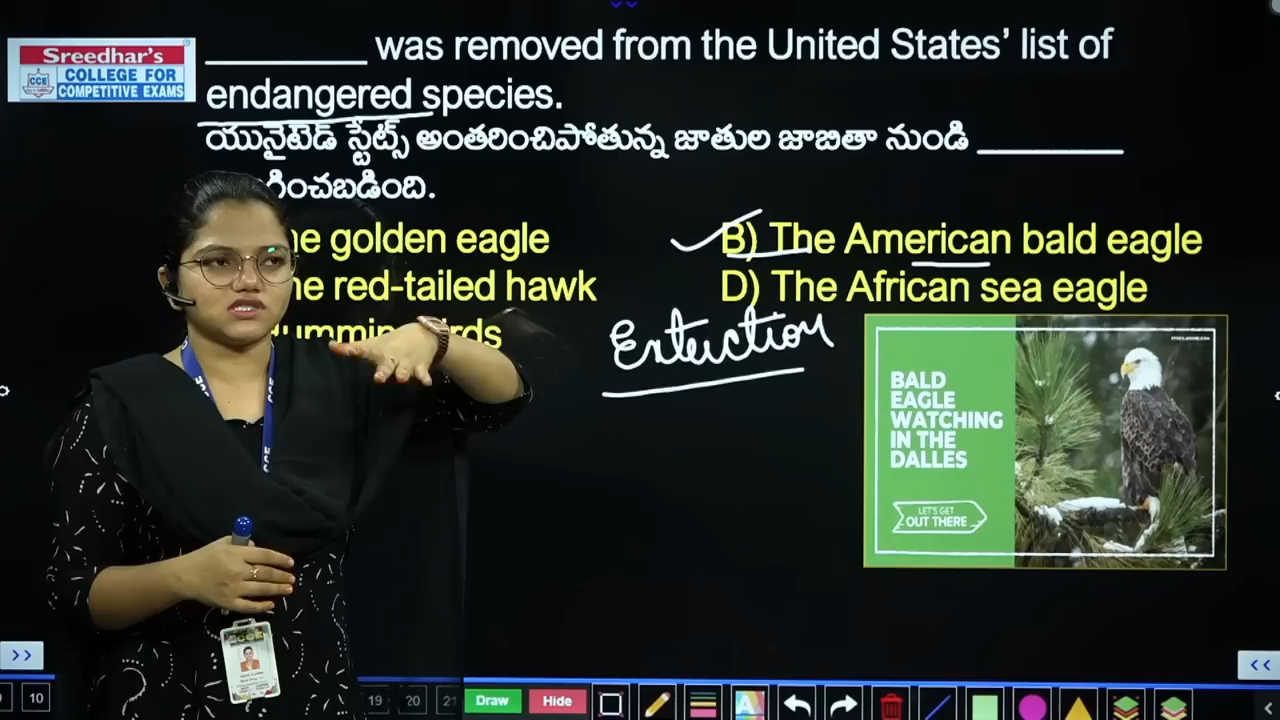 Sreedhar's
COLLEGE FOR
CCE
COMPETITIVE EXAMS
________ was removed from the United States' list of
endangered species.
యునైటెడ్ స్టేట్స్ అంతరించిపోతున్న జాతుల జాబితా నుండి ________
గించబడింది.
he golden eagle
B) The American bald eagle
he red-tailed hawk
D) The African sea eagle
Extinction
BALD
EAGLE
WATCHING
IN THE
DALLES
LET'S GET
OUT THERE
>>
<<
10
19
20
21
Draw
Hide